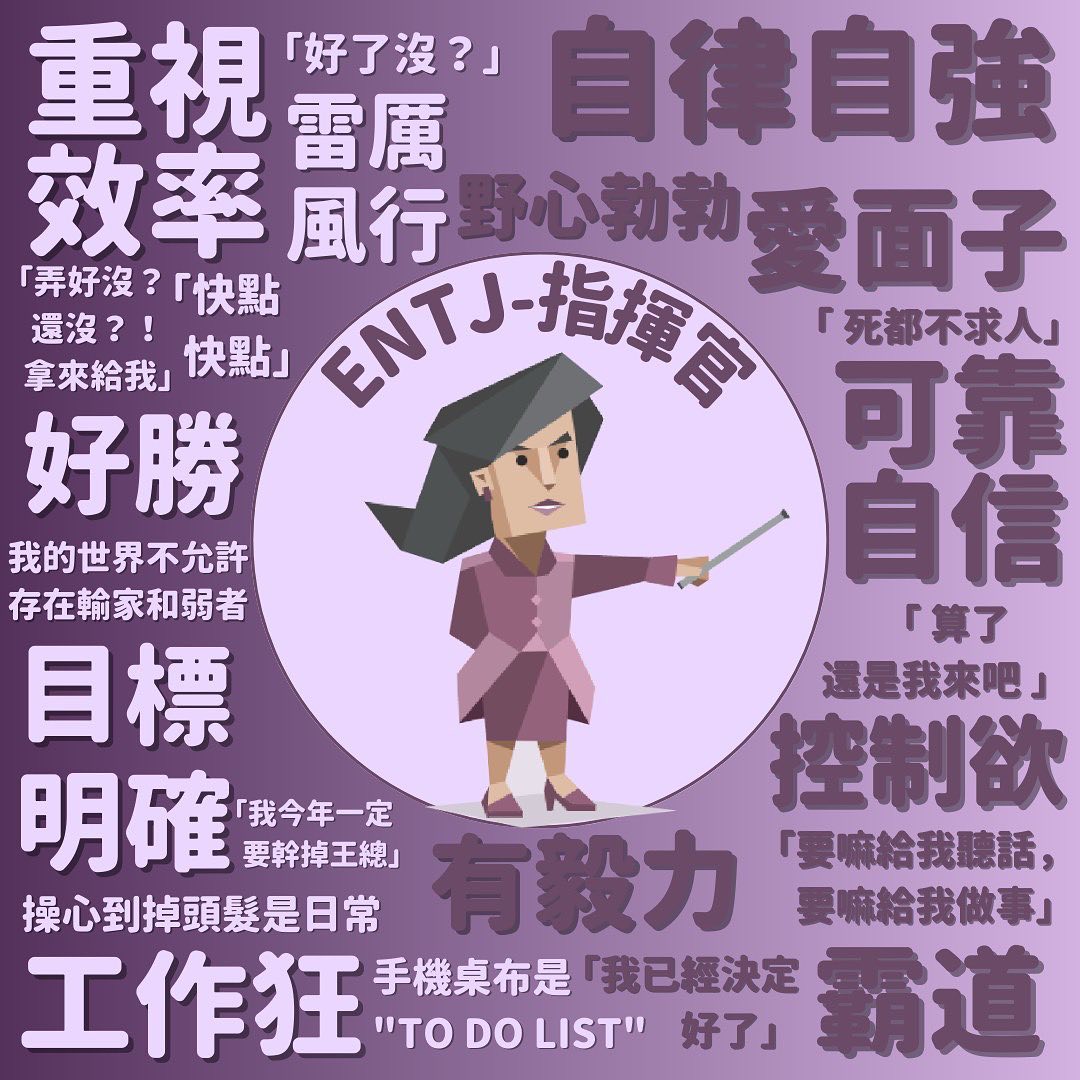 重視
效率
「好了沒？」
雷厲
風行
自律自強
野心勃勃
愛面子
「死都不求人」
「弄好沒？
還沒？！
拿來給我」
「快點
快點」
ENTJ-指揮官
可靠
自信
好勝
我的世界不允許
存在輸家和弱者
「算了
還是我來吧」
目標
明確
控制欲
「我今年一定
要幹掉王總」
「要嘛給我聽話，
要嘛給我做事」
有毅力
操心到掉頭髮是日常
工作狂
手機桌布是
"TO DO LIST"
「我已經決定
好了」
霸道